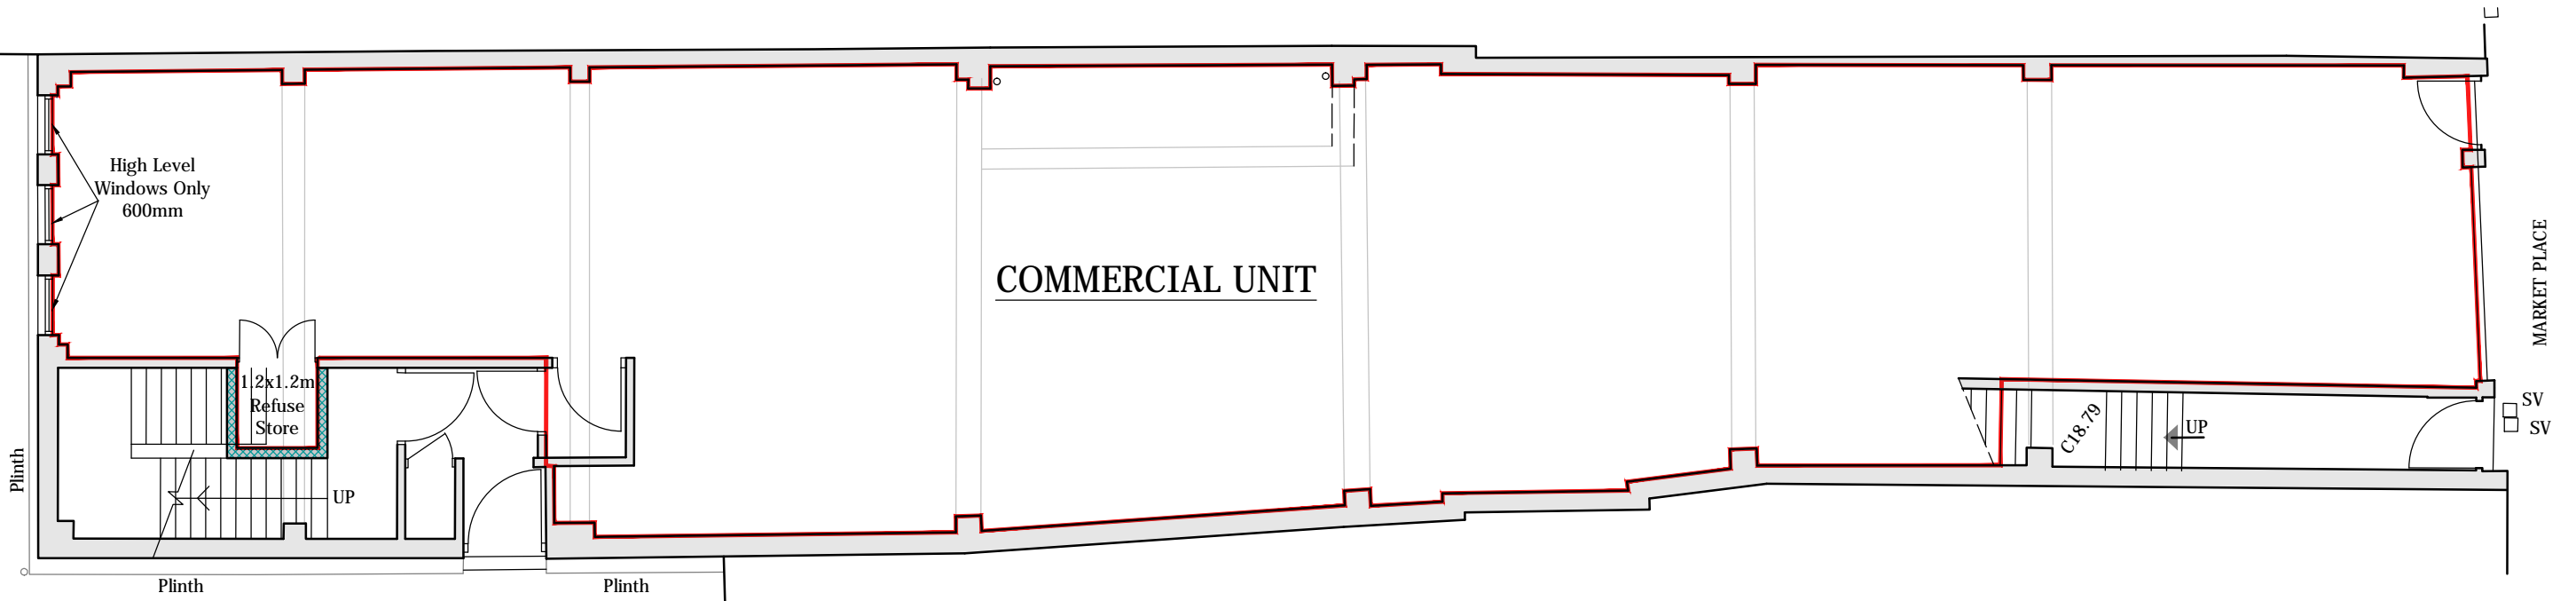 High Level
Windows Only
600mm
COMMERCIAL UNIT
MARKET PLACE
1.2x1.2m
Refuse
Store
C18.79
UP
SV
SV
UP
Plinth
Plinth
Plinth